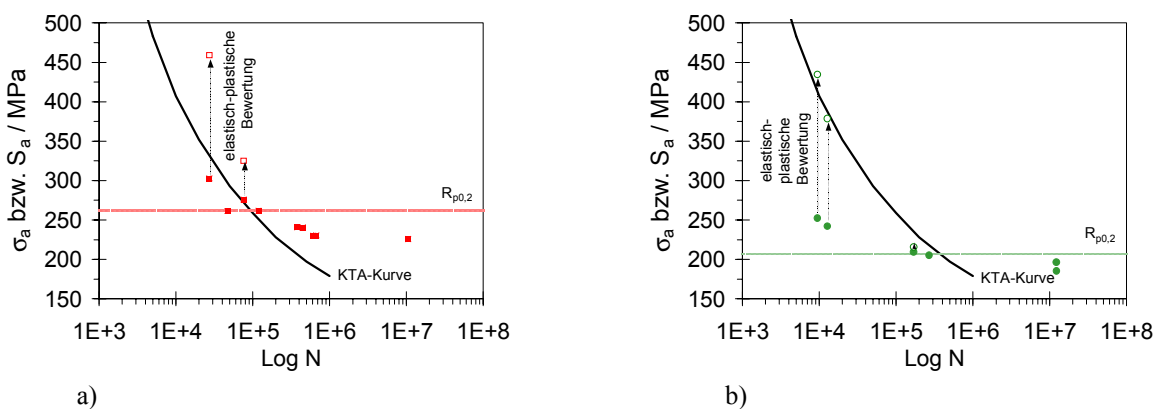 500
450
400
350
300
250
200
150
σa bzw. Sa / MPa
elastisch-plastische
Bewertung
Rp0,2
KTA-Kurve
1E+3 1E+4 1E+5 1E+6 1E+7 1E+8
Log N
a)
500
450
400
350
300
250
200
150
σa bzw. Sa / MPa
elastisch-
plastische
Bewertung
Rp0,2
KTA-Kurve
1E+3 1E+4 1E+5 1E+6 1E+7 1E+8
Log N
b)